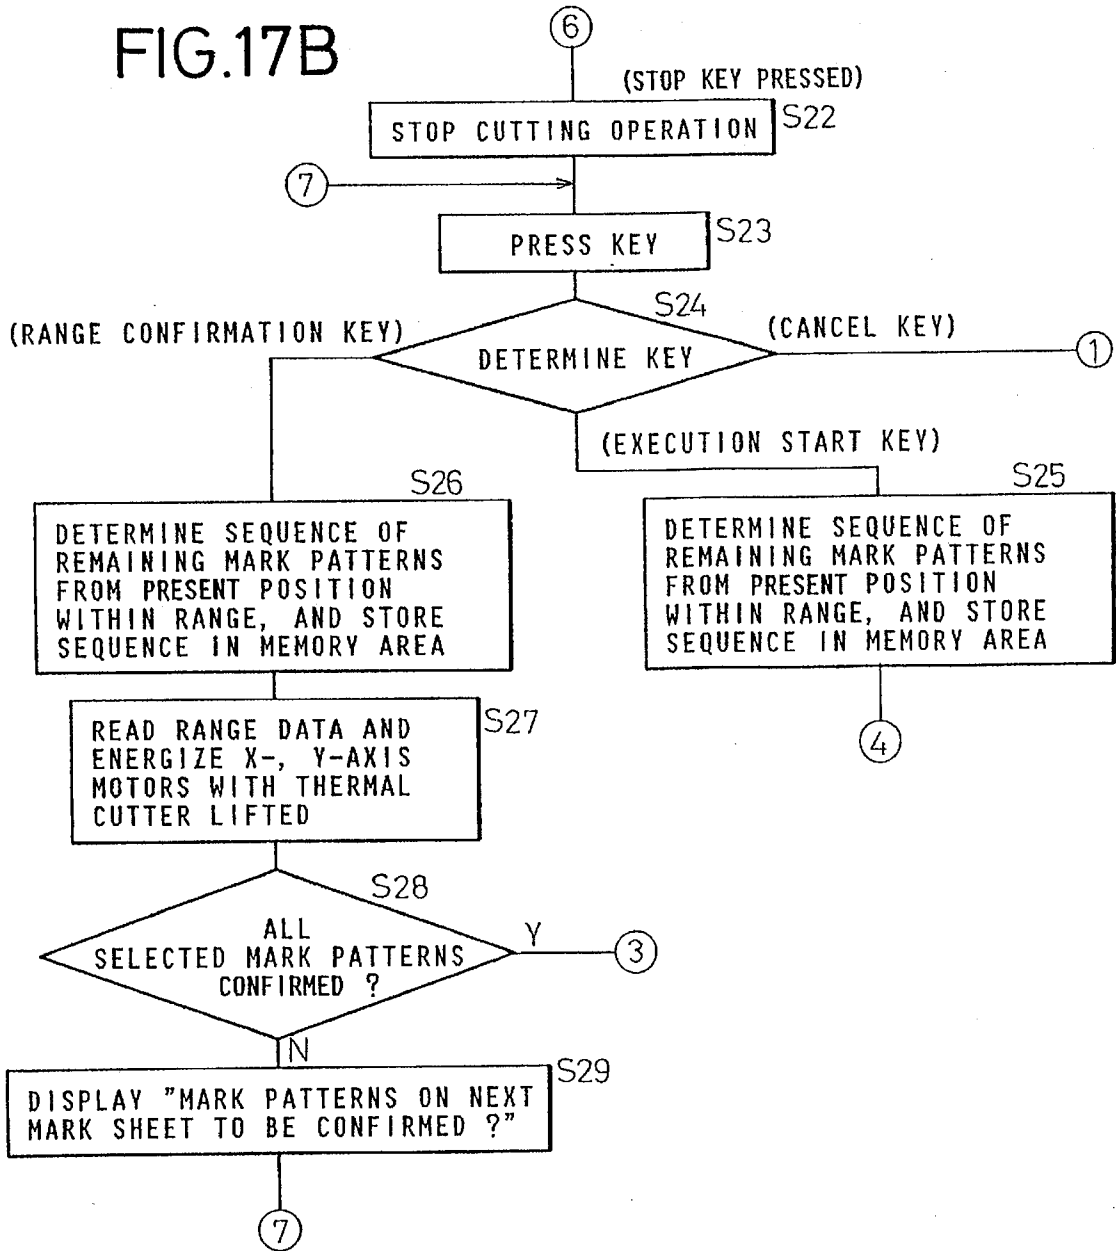 FIG.17B
6
(STOP KEY PRESSED)
STOP CUTTING OPERATION
S22
7
PRESS KEY
S23
S24
(RANGE CONFIRMATION KEY)
DETERMINE KEY
(CANCEL KEY)
1
(EXECUTION START KEY)
S26
DETERMINE SEQUENCE OF
REMAINING MARK PATTERNS
FROM PRESENT POSITION
WITHIN RANGE, AND STORE
SEQUENCE IN MEMORY AREA
S25
DETERMINE SEQUENCE OF
REMAINING MARK PATTERNS
FROM PRESENT POSITION
WITHIN RANGE, AND STORE
SEQUENCE IN MEMORY AREA
4
READ RANGE DATA AND
ENERGIZE X-, Y-AXIS
MOTORS WITH THERMAL
CUTTER LIFTED
S27
S28
ALL
SELECTED MARK PATTERNS
CONFIRMED ?
Y
3
N
S29
DISPLAY "MARK PATTERNS ON NEXT
MARK SHEET TO BE CONFIRMED ?"
7